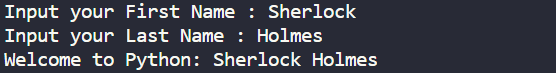 Input your First Name : Sherlock
Input your Last Name : Holmes
Welcome to Python: Sherlock Holmes